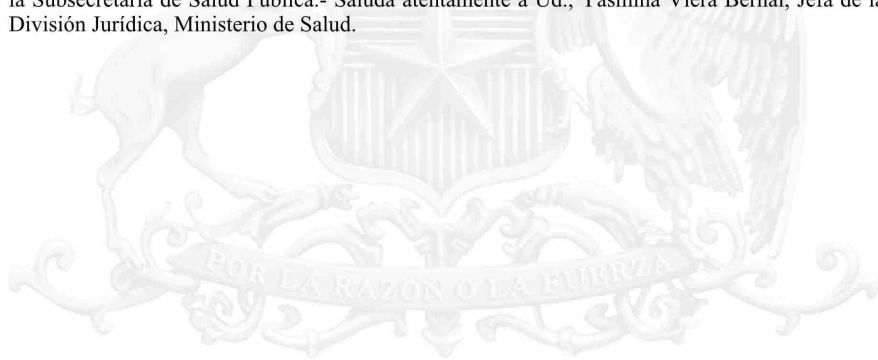 la Subsecretaría de Salud Pública.- Saluda atentamente a Ud., Yasmina Viera Bernal, Jefa de la
División Jurídica, Ministerio de Salud.
POR LA RAZON O LA FUERZA